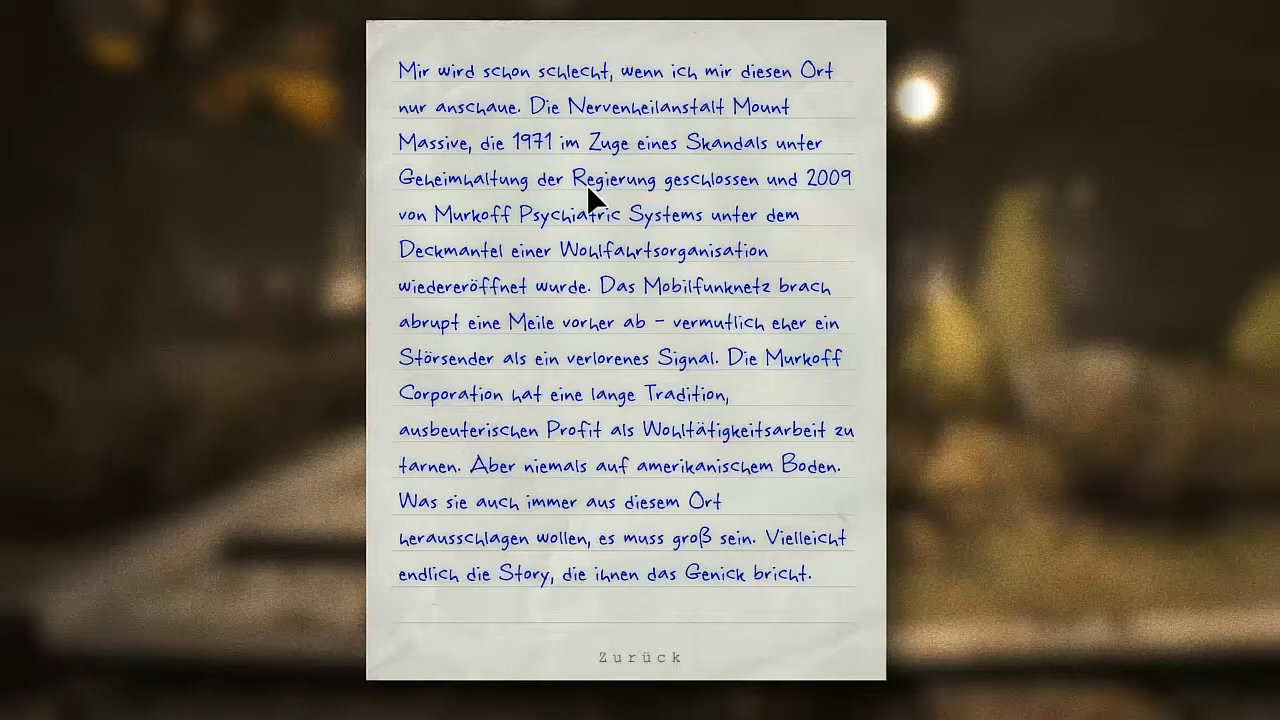 Mir wird schon schlecht, wenn ich mir diesen Ort
nur anschaue. Die Nervenheilanstalt Mount
Massive, die 1971 im Zuge eines Skandals unter
Geheimhaltung der Regierung geschlossen und 2009
von Murkoff Psychiatric Systems unter dem
Deckmantel einer Wohlfahrtsorganisation
wiedereröffnet wurde. Das Mobilfunknetz brach
abrupt eine Meile vorher ab - vermutlich eher ein
Störsender als ein verlorenes Signal. Die Murkoff
Corporation hat eine lange Tradition,
ausbeuterischen Profit als Wohltätigkeitsarbeit zu
tarnen. Aber niemals auf amerikanischem Boden.
Was sie auch immer aus diesem Ort
herausschlagen wollen, es muss groß sein. Vielleicht
endlich die Story, die ihnen das Genick bricht.
Zurück